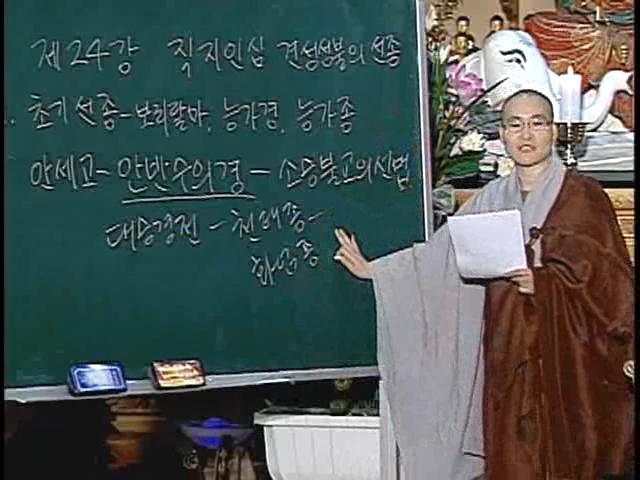 제24강 직지인심 견성성불의 선종
초기선종-보리달마, 능가경, 능가종
안세고-안반수의경-소승불교의선법
대승경전-천태종-
화엄종